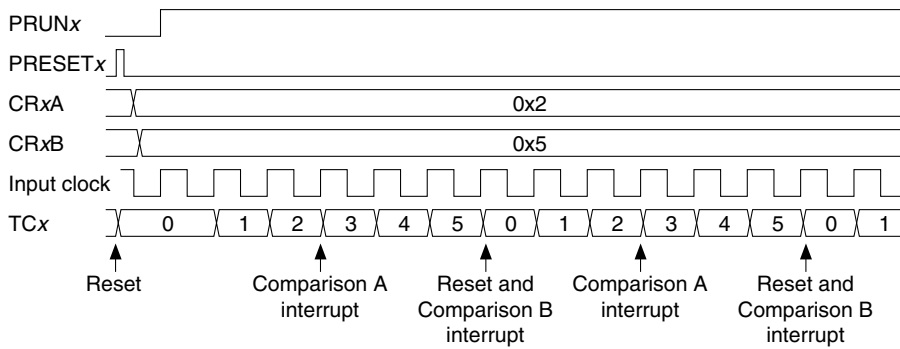 PRUNx
PRESETx
CRxA 0x2
CRxB 0x5
Input clock
TCx 0 1 2 3 4 5 0 1 2 3 4 5 0 1
Reset Comparison A Reset and Comparison A Reset and
interrupt Comparison B interrupt Comparison B
interrupt interrupt